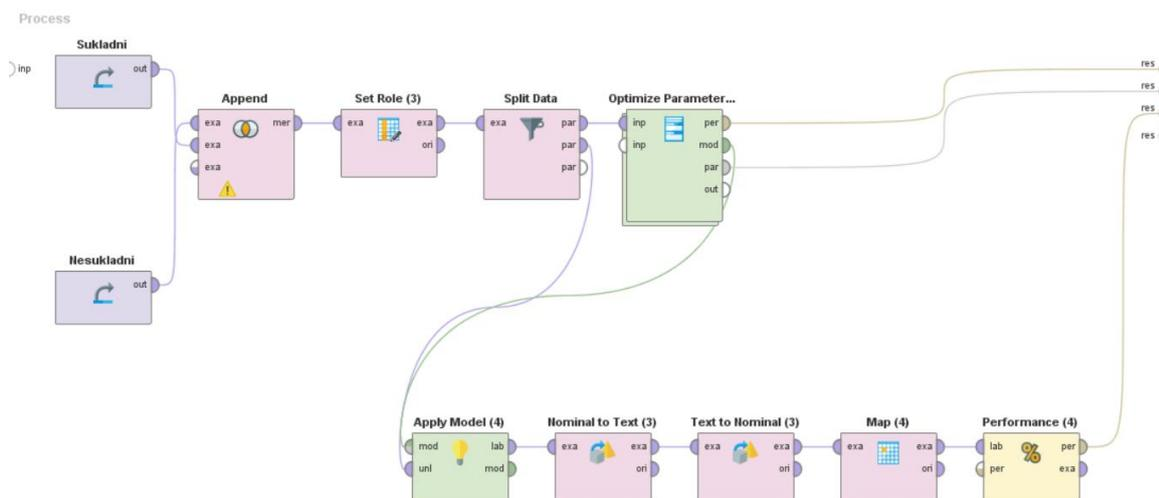 Process
inp
Sukladni
out
Append
exa mer
exa
exa
Set Role (3)
exa exa
ori
Split Data
exa par
par
par
Optimize Parameter...
inp per
inp mod
par
out
res
res
res
res
Nesukladni
out
Apply Model (4)
mod lab
unl mod
Nominal to Text (3)
exa exa
ori
Text to Nominal (3)
exa exa
ori
Map (4)
exa exa
ori
Performance (4)
lab per
per exa
%